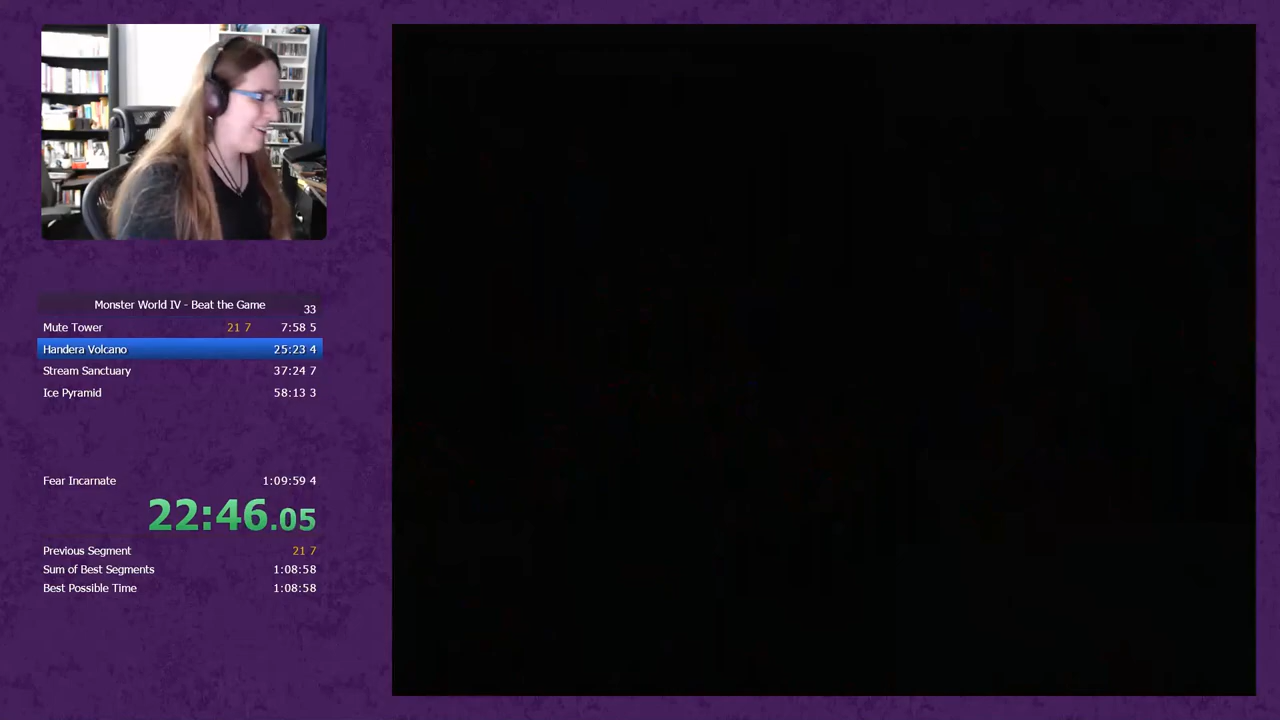 Monster World IV - Beat the Game 33
Mute Tower 21 7 7:58 5
Handera Volcano 25:23 4
Stream Sanctuary 37:24 7
Ice Pyramid 58:13 3
Fear Incarnate 1:09:59 4
22:46.05
Previous Segment 21 7
Sum of Best Segments 1:08:58
Best Possible Time 1:08:58